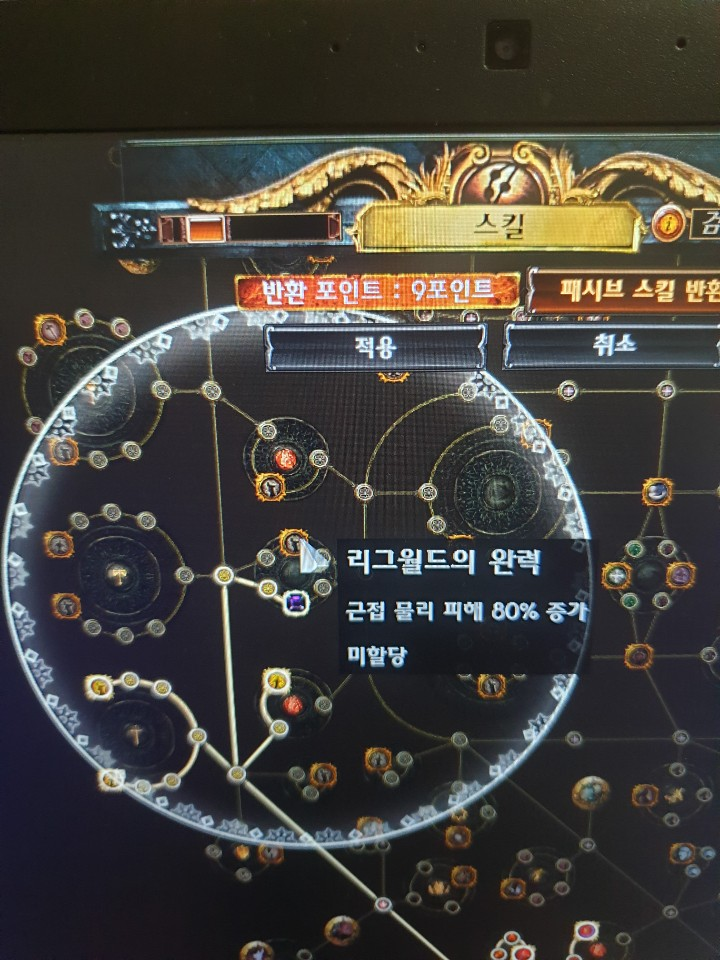 스킬
반환 포인트 : 9포인트
패시브 스킬 반환
적용
취소
리그월드의 완력
근접 물리 피해 80% 증가
미할당